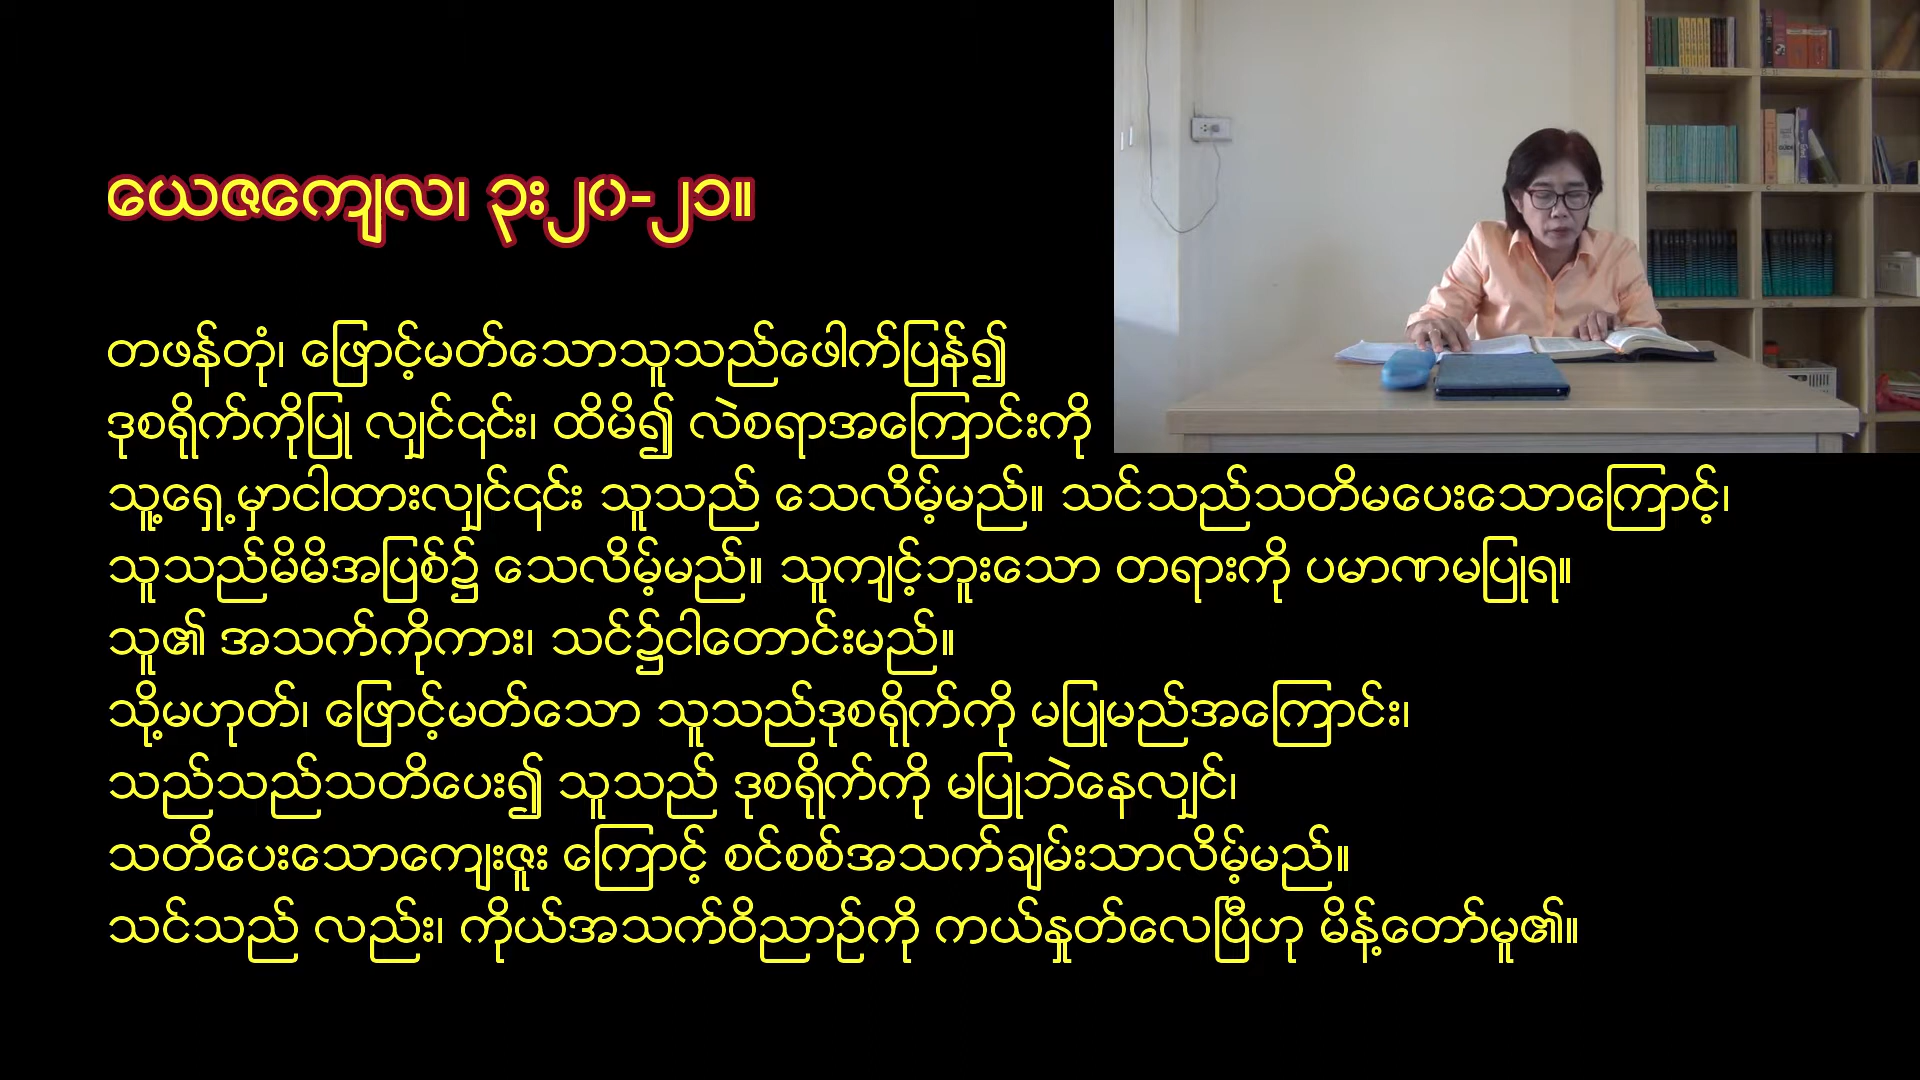 ယေဇကျေလ၊ ၃း၂၀-၂၁။
တဖန်တုံ၊ ဖြောင့်မတ်သောသူသည်ဖေါက်ပြန်၍
ဒုစရိုက်ကိုပြု လျှင်၎င်း၊ ထိမိ၍ လဲစရာအကြောင်းကို
သူ့ရှေ့မှာငါထားလျှင်၎င်း သူသည် သေလိမ့်မည်။ သင်သည်သတိမပေးသောကြောင့်၊
သူသည်မိမိအပြစ်၌ သေလိမ့်မည်။ သူကျင့်ဘူးသော တရားကို ပမာဏမပြုရ။
သူ၏ အသက်ကိုကား၊ သင်၌ငါတောင်းမည်။
သို့မဟုတ်၊ ဖြောင့်မတ်သော သူသည်ဒုစရိုက်ကို မပြုမည်အကြောင်း၊
သည်သည်သတိပေး၍ သူသည် ဒုစရိုက်ကို မပြုဘဲနေလျှင်၊
သတိပေးသောကျေးဇူး ကြောင့် စင်စစ်အသက်ချမ်းသာလိမ့်မည်။
သင်သည် လည်း၊ ကိုယ်အသက်ဝိညာဉ်ကို ကယ်နှုတ်လေပြီဟု မိန့်တော်မူ၏။